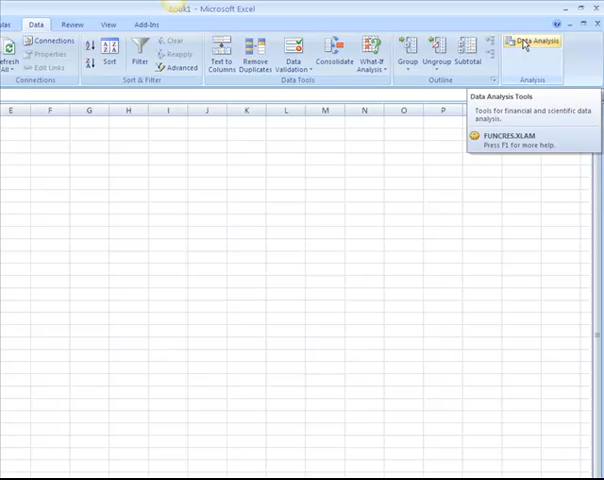 Book1 - Microsoft Excel
Data Review View Add-Ins
Connections
Properties
Edit Links
All
Connections
Sort
Filter
Clear
Reapply
Advanced
Sort & Filter
Text to
Columns
Remove
Duplicates
Data
Validation
Consolidate
What-If
Analysis
Data Tools
Group
Ungroup
Subtotal
Outline
Data Analysis
Analysis
Data Analysis Tools
Tools for financial and scientific data
analysis.
FUNCRES.XLAM
Press F1 for more help.
E F G H I J K L M N O P